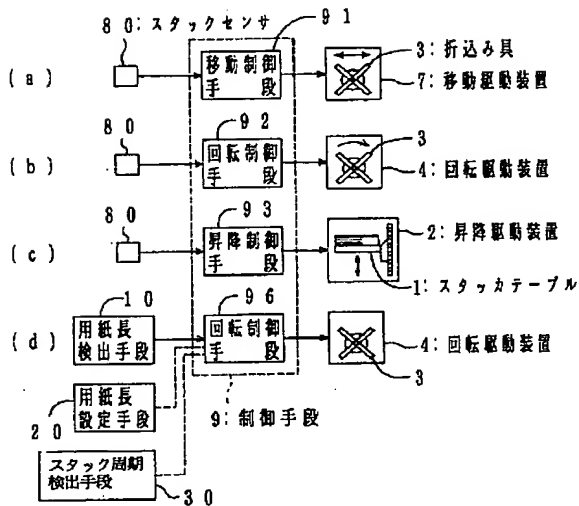 80:スタックセンサ
91
(a)
移動制御
手段
3:折込み具
7:移動駆動装置
80
92
3
(b)
回転制御
手段
4:回転駆動装置
80
93
(c)
昇降制御
手段
2:昇降駆動装置
1:スタッカテーブル
10
96
(d)
用紙長
検出手段
回転制御
手段
4:回転駆動装置
3
用紙長
設定手段
9:制御手段
20
スタック周期
検出手段
30